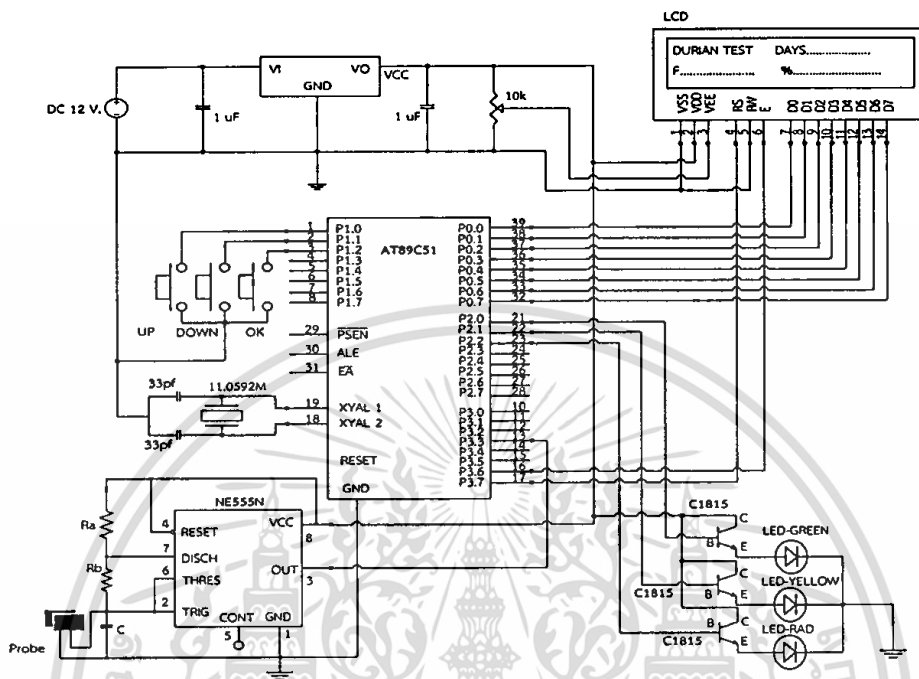 LCD
DURIAN TEST DAYS................
F........................ %........................
VSS VDD VEE RS RW E D0 D1 D2 D3 D4 D5 D6 D7
1 2 3 4 5 6 7 8 9 10 11 12 13 14
VI VO VCC
GND
DC 12 V.
1 uF
1 uF
10k
AT89C51
1 P1.0
2 P1.1
3 P1.2
4 P1.3
5 P1.4
6 P1.5
7 P1.6
8 P1.7
29 PSEN
30 ALE
31 EA
19 XYAL 1
18 XYAL 2
RESET
GND
P0.0 39
P0.1 38
P0.2 37
P0.3 36
P0.4 35
P0.5 34
P0.6 33
P0.7 32
P2.0 21
P2.1 22
P2.2 23
P2.3 24
P2.4 25
P2.5 26
P2.6 27
P2.7 28
P3.0 10
P3.1 11
P3.2 12
P3.3 13
P3.4 14
P3.5 15
P3.6 16
P3.7 17
UP DOWN OK
33pf 11.0592M
33pf
NE555N
Ra
Rb
C
Probe
4 RESET
7 DISCH
6 THRES
2 TRIG
VCC 8
OUT 3
CONT 5
GND 1
C1815
C
B E
LED-GREEN
C1815
C
B E
LED-YELLOW
C1815
C
B E
LED-RAD